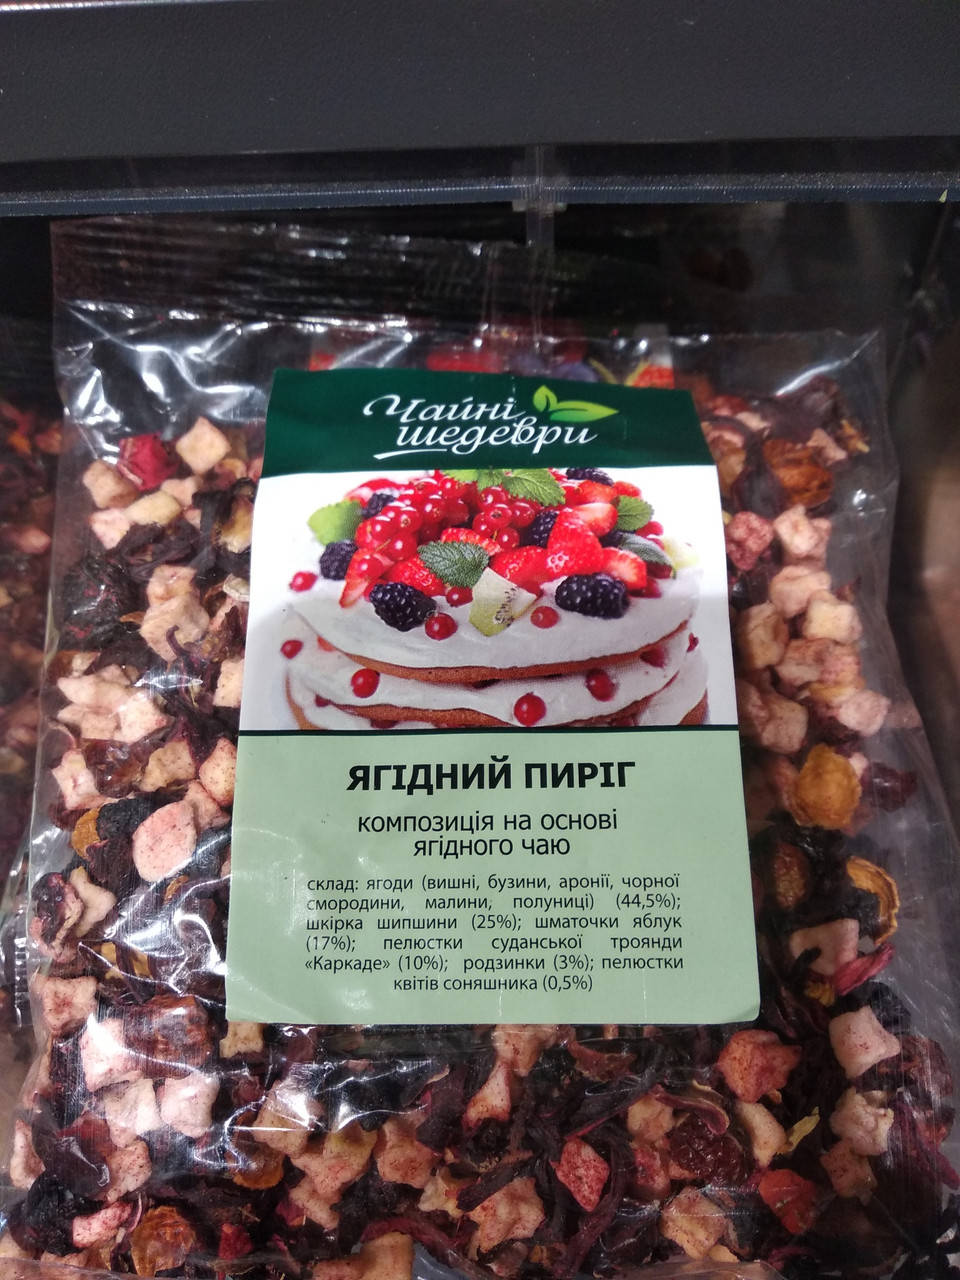 Чайні
шедеври
ЯГІДНИЙ ПИРІГ
композиція на основі
ягідного чаю
склад: ягоди (вишні, бузини, аронії, чорної
смородини, малини, полуниці) (44,5%);
шкірка шипшини (25%); шматочки яблук
(17%); пелюстки суданської троянди
«Каркаде» (10%); родзинки (3%); пелюстки
квітів соняшника (0,5%)